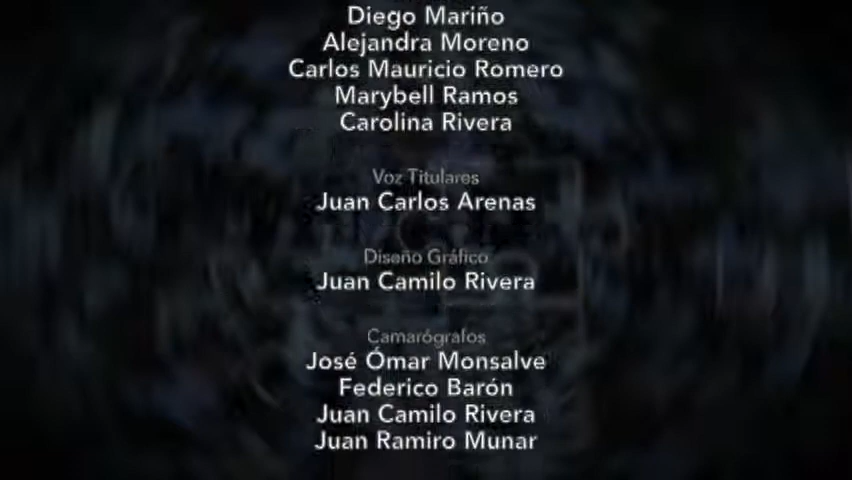 Diego Mariño
Alejandra Moreno
Carlos Mauricio Romero
Marybell Ramos
Carolina Rivera
Voz Titulares
Juan Carlos Arenas
Diseño Gráfico
Juan Camilo Rivera
Camarógrafos
José Ómar Monsalve
Federico Barón
Juan Camilo Rivera
Juan Ramiro Munar